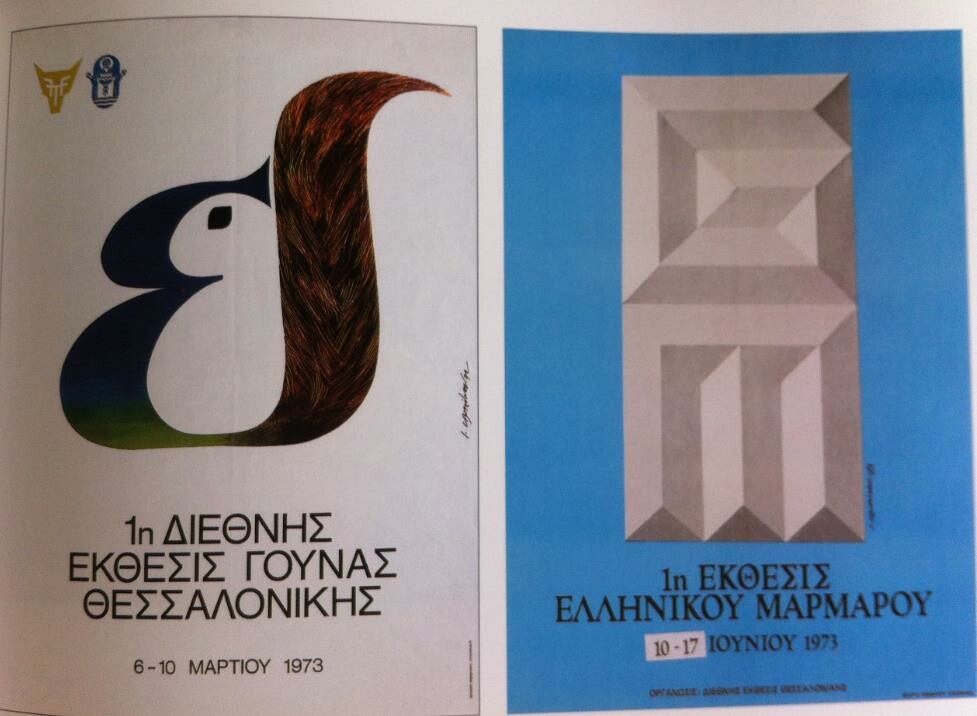 1η ΔΙΕΘΝΗΣ
ΕΚΘΕΣΙΣ ΓΟΥΝΑΣ
ΘΕΣΣΑΛΟΝΙΚΗΣ
6-10 ΜΑΡΤΙΟΥ 1973
1η ΕΚΘΕΣΙΣ
ΕΛΛΗΝΙΚΟΥ ΜΑΡΜΑΡΟΥ
10-17 ΙΟΥΝΙΟΥ 1973
ΟΡΓΑΝΩΣΙΣ: ΔΙΕΘΝΗΣ ΕΚΘΕΣΙΣ ΘΕΣΣΑΛΟΝΙΚΗΣ